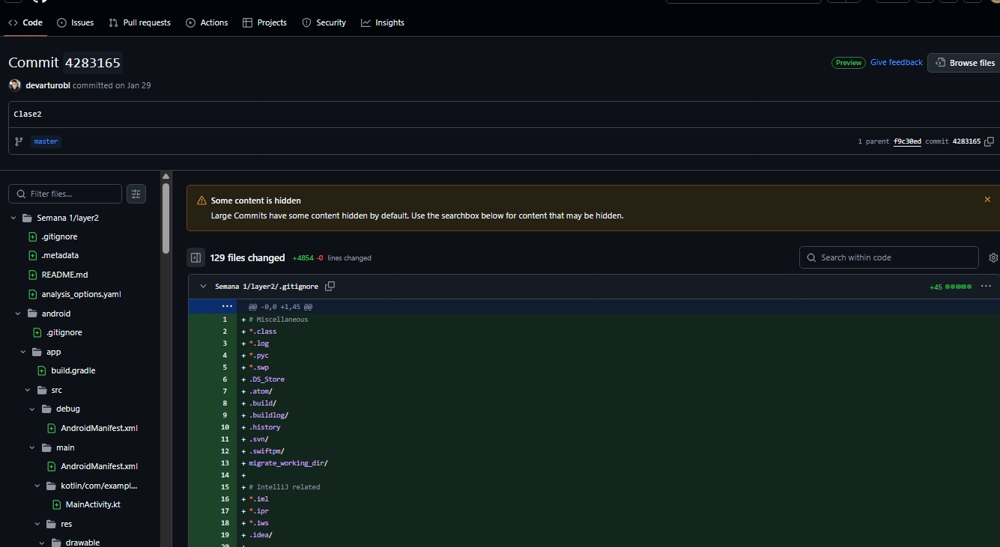 Code Issues Pull requests Actions Projects Security Insights
Commit 4283165
Preview Give feedback Browse files
devarturobl committed on Jan 29
Clase2
master
1 parent f9c30ed commit 4283165
Filter files...
Semana 1/layer2
.gitignore
.metadata
README.md
analysis_options.yaml
android
.gitignore
app
build.gradle
src
debug
AndroidManifest.xml
main
AndroidManifest.xml
kotlin/com/exampl...
MainActivity.kt
res
drawable
Some content is hidden
Large Commits have some content hidden by default. Use the searchbox below for content that may be hidden.
129 files changed +4854 -0 lines changed
Search within code
Semana 1/layer2/.gitignore
+45
@@ -0,0 +1,45 @@
1 + # Miscellaneous
2 + *.class
3 + *.log
4 + *.pyc
5 + *.swp
6 + .DS_Store
7 + .atom/
8 + .build/
9 + .buildlog/
10 + .history
11 + .svn/
12 + .swiftpm/
13 + migrate_working_dir/
14 +
15 + # IntelliJ related
16 + *.iml
17 + *.ipr
18 + *.iws
19 + .idea/
20 +